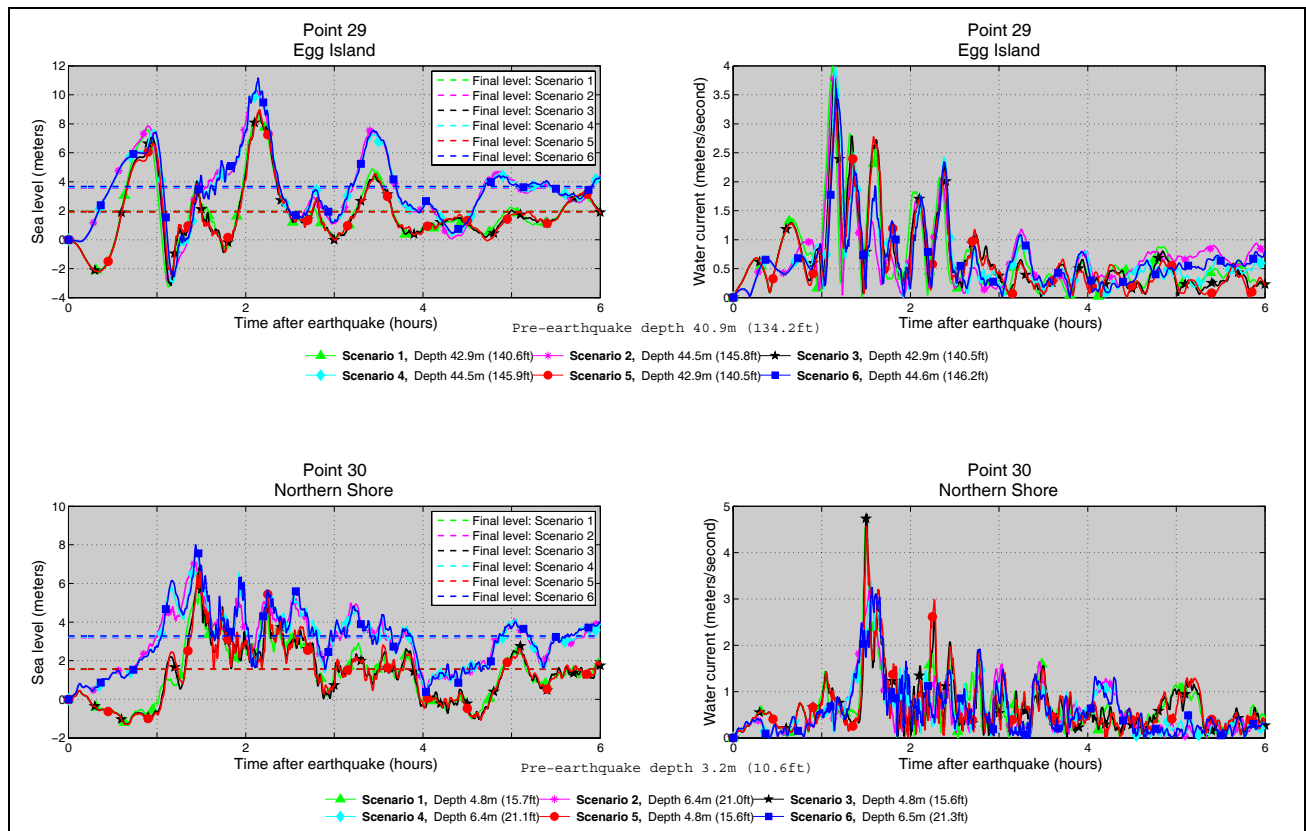 Point 29
Egg Island
12
10
8
6
4
2
0
−2
−4
Sea level (meters)
Final level: Scenario 1
Final level: Scenario 2
Final level: Scenario 3
Final level: Scenario 4
Final level: Scenario 5
Final level: Scenario 6
0 2 4 6
Time after earthquake (hours)
Point 29
Egg Island
4
3.5
3
2.5
2
1.5
1
0.5
0
Water current (meters/second)
0 2 4 6
Time after earthquake (hours)
Pre-earthquake depth 40.9m (134.2ft)
Scenario 1, Depth 42.9m (140.6ft) Scenario 2, Depth 44.5m (145.8ft) Scenario 3, Depth 42.9m (140.5ft)
Scenario 4, Depth 44.5m (145.9ft) Scenario 5, Depth 42.9m (140.5ft) Scenario 6, Depth 44.6m (146.2ft)
Point 30
Northern Shore
10
8
6
4
2
0
−2
Sea level (meters)
Final level: Scenario 1
Final level: Scenario 2
Final level: Scenario 3
Final level: Scenario 4
Final level: Scenario 5
Final level: Scenario 6
0 2 4 6
Time after earthquake (hours)
Point 30
Northern Shore
5
4
3
2
1
0
Water current (meters/second)
0 2 4 6
Time after earthquake (hours)
Pre-earthquake depth 3.2m (10.6ft)
Scenario 1, Depth 4.8m (15.7ft) Scenario 2, Depth 6.4m (21.0ft) Scenario 3, Depth 4.8m (15.6ft)
Scenario 4, Depth 6.4m (21.1ft) Scenario 5, Depth 4.8m (15.6ft) Scenario 6, Depth 6.5m (21.3ft)